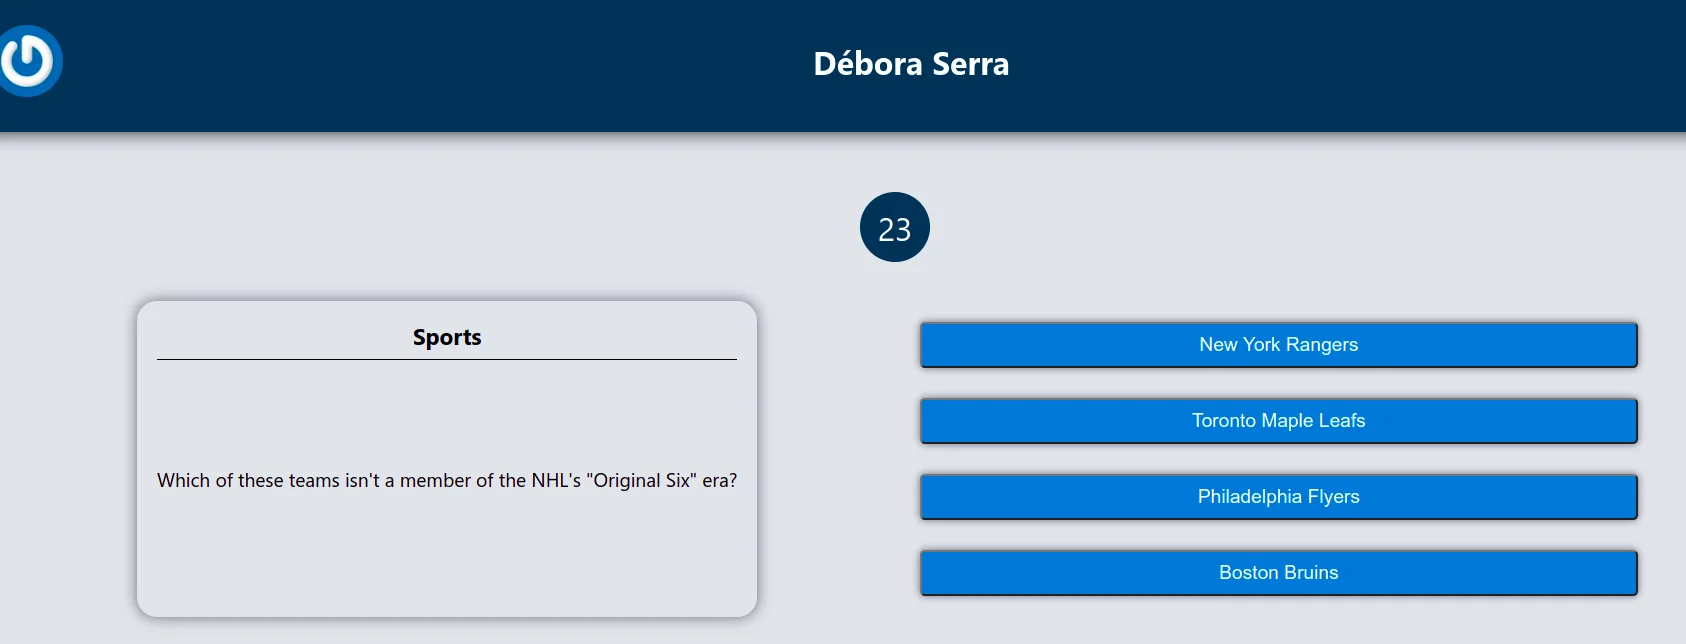 Débora Serra
23
Sports
Which of these teams isn't a member of the NHL's "Original Six" era?
New York Rangers
Toronto Maple Leafs
Philadelphia Flyers
Boston Bruins